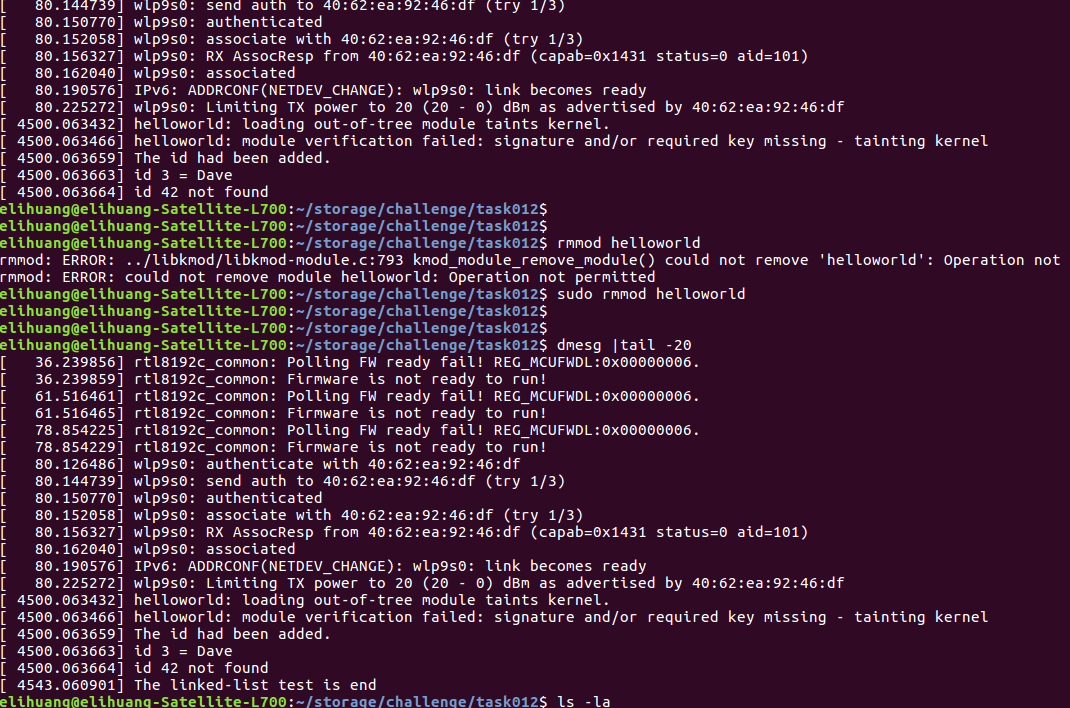 [   80.144739] wlp9s0: send auth to 40:62:ea:92:46:df (try 1/3)
[   80.150770] wlp9s0: authenticated
[   80.152058] wlp9s0: associate with 40:62:ea:92:46:df (try 1/3)
[   80.156327] wlp9s0: RX AssocResp from 40:62:ea:92:46:df (capab=0x1431 status=0 aid=101)
[   80.162040] wlp9s0: associated
[   80.190576] IPv6: ADDRCONF(NETDEV_CHANGE): wlp9s0: link becomes ready
[   80.225272] wlp9s0: Limiting TX power to 20 (20 - 0) dBm as advertised by 40:62:ea:92:46:df
[ 4500.063432] helloworld: loading out-of-tree module taints kernel.
[ 4500.063466] helloworld: module verification failed: signature and/or required key missing - tainting kernel
[ 4500.063659] The id had been added.
[ 4500.063663] id 3 = Dave
[ 4500.063664] id 42 not found
elihuang@elihuang-Satellite-L700:~/storage/challenge/task012$
elihuang@elihuang-Satellite-L700:~/storage/challenge/task012$
elihuang@elihuang-Satellite-L700:~/storage/challenge/task012$ rmmod helloworld
rmmod: ERROR: ../libkmod/libkmod-module.c:793 kmod_module_remove_module() could not remove 'helloworld': Operation not
rmmod: ERROR: could not remove module helloworld: Operation not permitted
elihuang@elihuang-Satellite-L700:~/storage/challenge/task012$ sudo rmmod helloworld
elihuang@elihuang-Satellite-L700:~/storage/challenge/task012$
elihuang@elihuang-Satellite-L700:~/storage/challenge/task012$
elihuang@elihuang-Satellite-L700:~/storage/challenge/task012$ dmesg |tail -20
[   36.239856] rtl8192c_common: Polling FW ready fail! REG_MCUFWDL:0x00000006.
[   36.239859] rtl8192c_common: Firmware is not ready to run!
[   61.516461] rtl8192c_common: Polling FW ready fail! REG_MCUFWDL:0x00000006.
[   61.516465] rtl8192c_common: Firmware is not ready to run!
[   78.854225] rtl8192c_common: Polling FW ready fail! REG_MCUFWDL:0x00000006.
[   78.854229] rtl8192c_common: Firmware is not ready to run!
[   80.126486] wlp9s0: authenticate with 40:62:ea:92:46:df
[   80.144739] wlp9s0: send auth to 40:62:ea:92:46:df (try 1/3)
[   80.150770] wlp9s0: authenticated
[   80.152058] wlp9s0: associate with 40:62:ea:92:46:df (try 1/3)
[   80.156327] wlp9s0: RX AssocResp from 40:62:ea:92:46:df (capab=0x1431 status=0 aid=101)
[   80.162040] wlp9s0: associated
[   80.190576] IPv6: ADDRCONF(NETDEV_CHANGE): wlp9s0: link becomes ready
[   80.225272] wlp9s0: Limiting TX power to 20 (20 - 0) dBm as advertised by 40:62:ea:92:46:df
[ 4500.063432] helloworld: loading out-of-tree module taints kernel.
[ 4500.063466] helloworld: module verification failed: signature and/or required key missing - tainting kernel
[ 4500.063659] The id had been added.
[ 4500.063663] id 3 = Dave
[ 4500.063664] id 42 not found
[ 4543.060901] The linked-list test is end
elihuang@elihuang-Satellite-L700:~/storage/challenge/task012$ ls -la